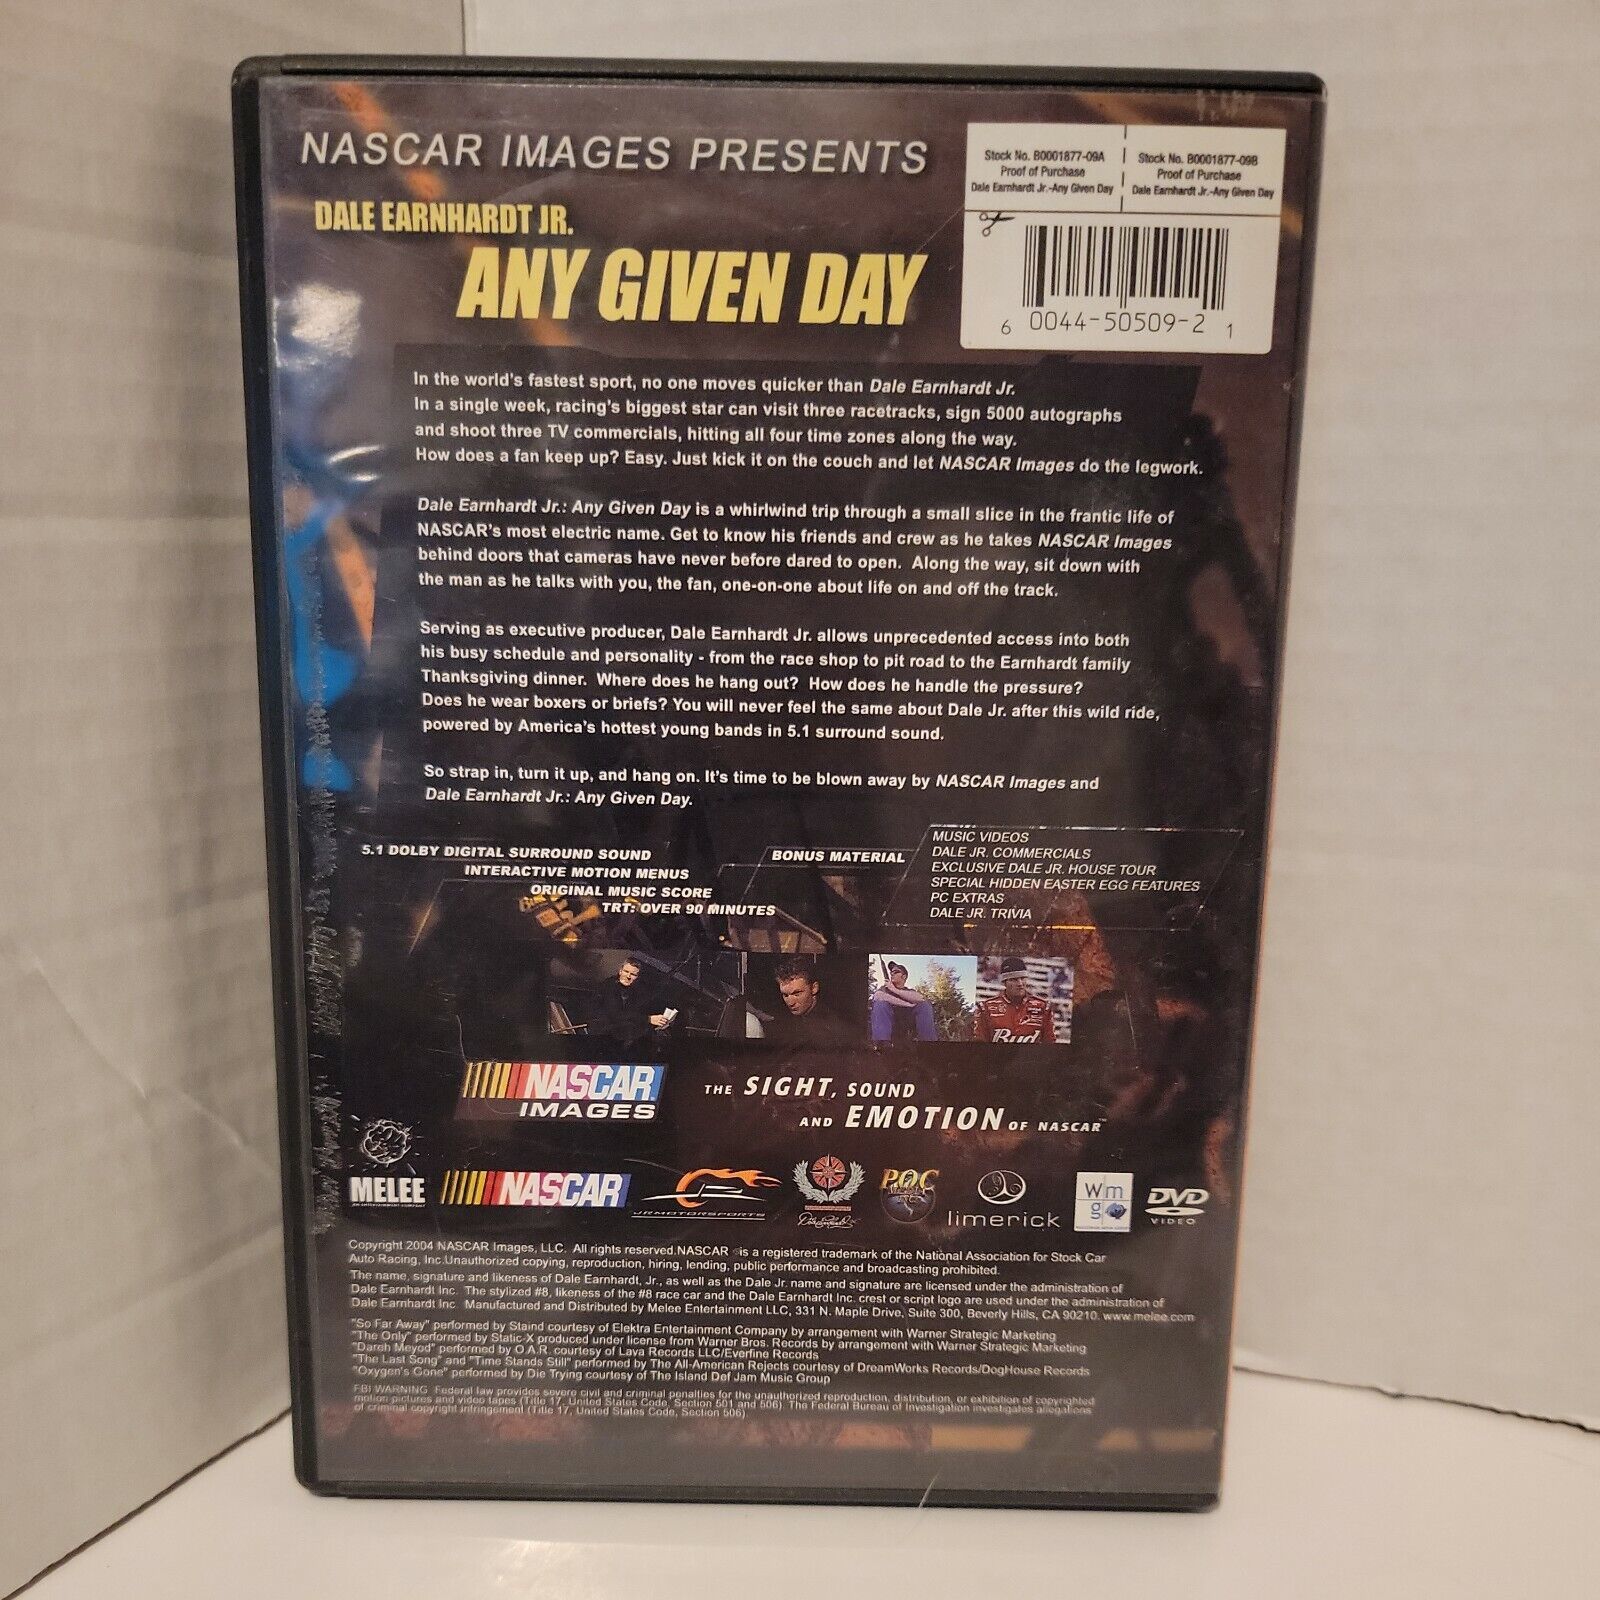 NASCAR IMAGES PRESENTS
DALE EARNHARDT JR.
ANY GIVEN DAY
Stock No. B0001877-09A
Proof of Purchase
Dale Earnhardt Jr.-Any Given Day
Stock No. B0001877-09B
Proof of Purchase
Dale Earnhardt Jr.-Any Given Day
6 0044-50509-2 1
In the world's fastest sport, no one moves quicker than Dale Earnhardt Jr.
In a single week, racing's biggest star can visit three racetracks, sign 5000 autographs
and shoot three TV commercials, hitting all four time zones along the way.
How does a fan keep up? Easy. Just kick it on the couch and let NASCAR Images do the legwork.
Dale Earnhardt Jr.: Any Given Day is a whirlwind trip through a small slice in the frantic life of
NASCAR's most electric name. Get to know his friends and crew as he takes NASCAR Images
behind doors that cameras have never before dared to open. Along the way, sit down with
the man as he talks with you, the fan, one-on-one about life on and off the track.
Serving as executive producer, Dale Earnhardt Jr. allows unprecedented access into both
his busy schedule and personality - from the race shop to pit road to the Earnhardt family
Thanksgiving dinner. Where does he hang out? How does he handle the pressure?
Does he wear boxers or briefs? You will never feel the same about Dale Jr. after this wild ride,
powered by America's hottest young bands in 5.1 surround sound.
So strap in, turn it up, and hang on. It's time to be blown away by NASCAR Images and
Dale Earnhardt Jr.: Any Given Day.
5.1 DOLBY DIGITAL SURROUND SOUND
INTERACTIVE MOTION MENUS
ORIGINAL MUSIC SCORE
TRT: OVER 90 MINUTES
BONUS MATERIAL
MUSIC VIDEOS
DALE JR. COMMERCIALS
EXCLUSIVE DALE JR. HOUSE TOUR
SPECIAL HIDDEN EASTER EGG FEATURES
PC EXTRAS
DALE JR. TRIVIA
Bud
NASCAR
IMAGES
THE SIGHT, SOUND
AND EMOTION OF NASCAR™
MELEE
NASCAR
JR MOTORSPORTS
P.O.C
limerick
Wm
g
DVD
VIDEO
Copyright 2004 NASCAR Images, LLC. All rights reserved.NASCAR is a registered trademark of the National Association for Stock Car
Auto Racing, Inc.Unauthorized copying, reproduction, hiring, lending, public performance and broadcasting prohibited.
The name, signature and likeness of Dale Earnhardt, Jr., as well as the Dale Jr. name and signature are licensed under the administration of
Dale Earnhardt Inc. The stylized #8, likeness of the #8 race car and the Dale Earnhardt Inc. crest or script logo are used under the administration of
Dale Earnhardt Inc. Manufactured and Distributed by Melee Entertainment LLC, 331 N. Maple Drive, Suite 300, Beverly Hills, CA 90210. www.melee.com
"So Far Away" performed by Staind courtesy of Elektra Entertainment Company by arrangement with Warner Strategic Marketing
"The Only" performed by Static-X produced under license from Warner Bros. Records by arrangement with Warner Strategic Marketing
"Dareh Meyod" performed by O.A.R. courtesy of Lava Records LLC/Everfine Records
"The Last Song" and "Time Stands Still" performed by The All-American Rejects courtesy of DreamWorks Records/DogHouse Records
"Oxygen's Gone" performed by Die Trying courtesy of The Island Def Jam Music Group
FBI WARNING Federal law provides severe civil and criminal penalties for the unauthorized reproduction, distribution, or exhibition of copyrighted
motion pictures and video tapes (Title 17, United States Code, Section 501 and 506). The Federal Bureau of Investigation investigates allegations
of criminal copyright infringement (Title 17, United States Code, Section 506).